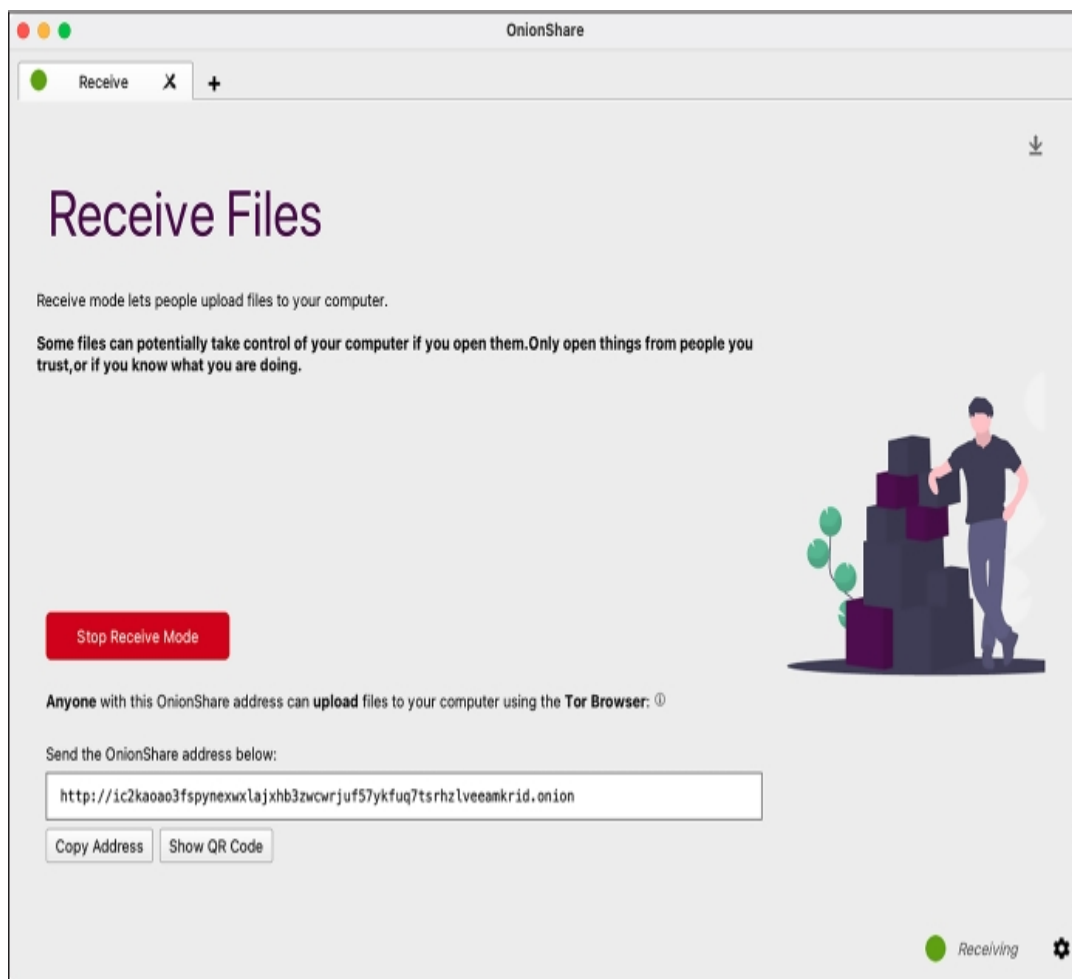 OnionShare
Receive
Receive Files
Receive mode lets people upload files to your computer.
Some files can potentially take control of your computer if you open them.Only open things from people you
trust,or if you know what you are doing.
Stop Receive Mode
Anyone with this OnionShare address can upload files to your computer using the Tor Browser:
Send the OnionShare address below:
http://ic2kaoao3fspynexwxlajxhb3zwcwrjuf57ykfuq7tsrhzlveeamkrid.onion
Copy Address Show QR Code
Receiving